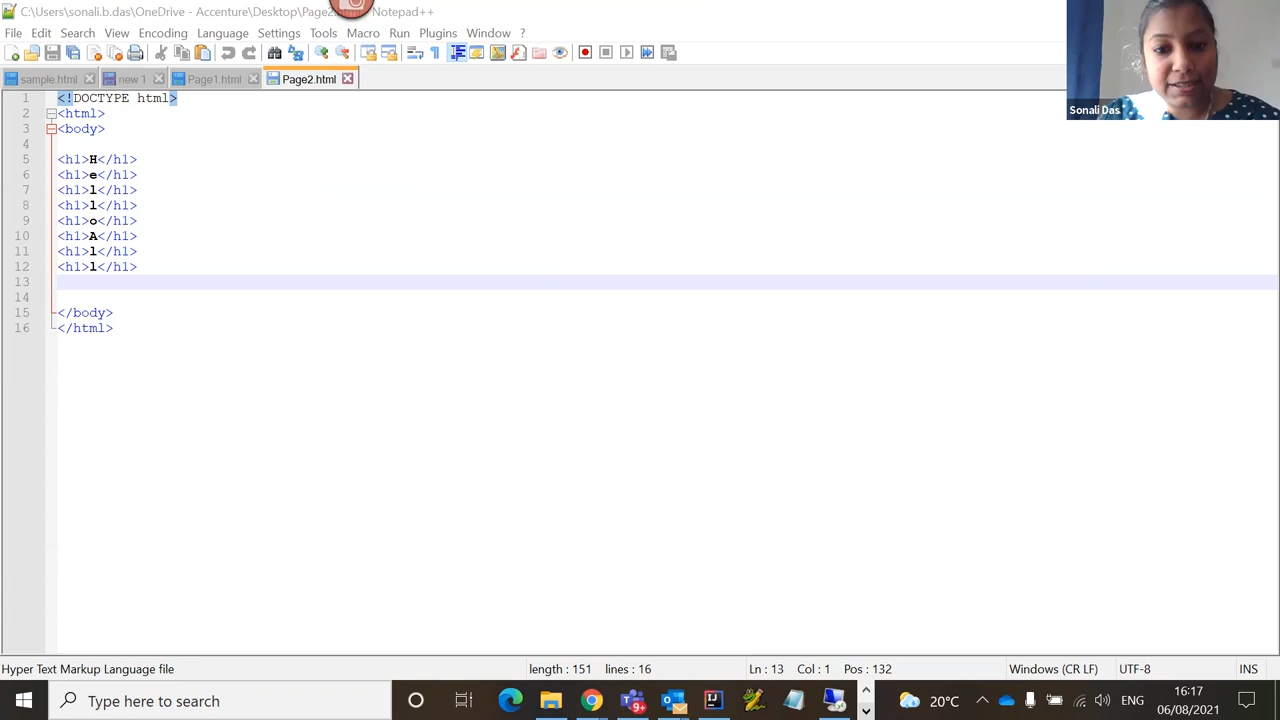 C:\Users\sonali.b.das\OneDrive - Accenture\Desktop\Page2.html - Notepad++
File Edit Search View Encoding Language Settings Tools Macro Run Plugins Window ?
sample.html new 1 Page1.html Page2.html
Sonali Das
1 <!DOCTYPE html>
2 <html>
3 <body>
4
5 <h1>H</h1>
6 <h1>e</h1>
7 <h1>l</h1>
8 <h1>l</h1>
9 <h1>o</h1>
10 <h1>A</h1>
11 <h1>l</h1>
12 <h1>l</h1>
13
14
15 </body>
16 </html>
Hyper Text Markup Language file length : 151 lines : 16 Ln : 13 Col : 1 Pos : 132 Windows (CR LF) UTF-8 INS
Type here to search 9+ 20°C ENG 16:17
06/08/2021